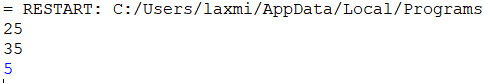 = RESTART: C:/Users/laxmi/AppData/Local/Programs
25
35
5